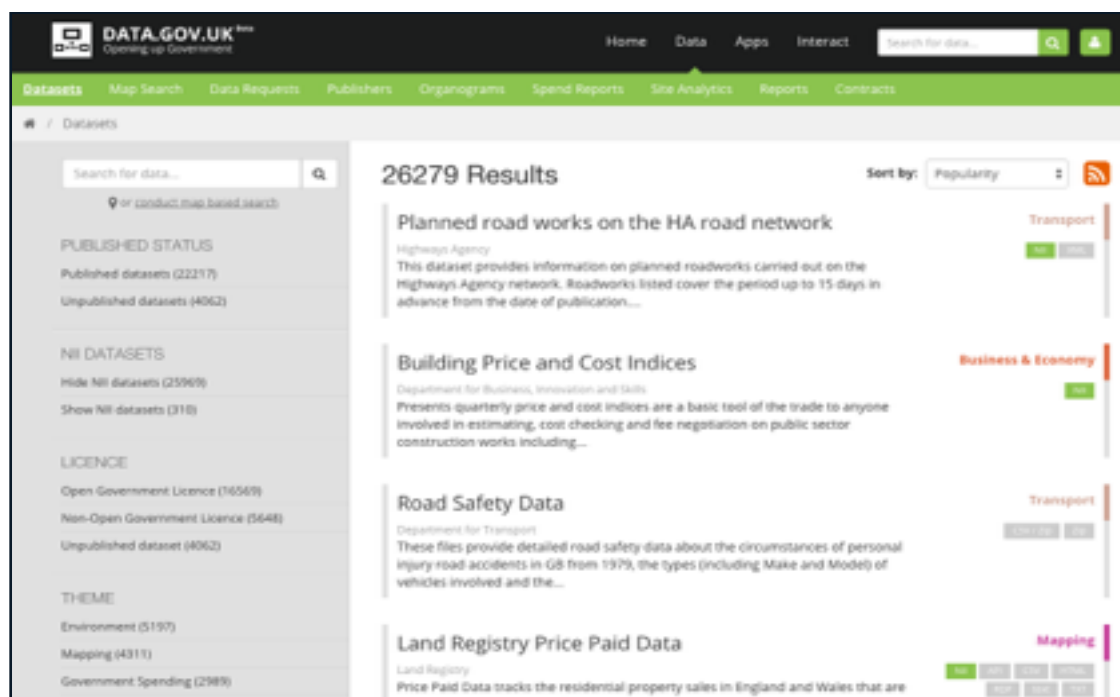 DATA.GOV.UK Beta
Opening up Government
Home Data Apps Interact Search for data...
Datasets Map Search Data Requests Publishers Organograms Spend Reports Site Analytics Reports Contracts
/ Datasets
Search for data...
or conduct map based search
PUBLISHED STATUS
Published datasets (22217)
Unpublished datasets (4062)
NII DATASETS
Hide NII datasets (25969)
Show NII datasets (310)
LICENCE
Open Government Licence (16569)
Non-Open Government Licence (5648)
Unpublished dataset (4062)
THEME
Environment (5197)
Mapping (4311)
Government Spending (2989)
26279 Results
Sort by: Popularity
Planned road works on the HA road network
Transport
Highways Agency
NII XML
This dataset provides information on planned roadworks carried out on the
Highways Agency network. Roadworks listed cover the period up to 15 days in
advance from the date of publication....
Building Price and Cost Indices
Business & Economy
Department for Business, Innovation and Skills
NII
Presents quarterly price and cost indices are a basic tool of the trade to anyone
involved in estimating, cost checking and fee negotiation on public sector
construction works including...
Road Safety Data
Transport
Department for Transport
These files provide detailed road safety data about the circumstances of personal
injury road accidents in GB from 1979, the types (including Make and Model) of
vehicles involved and the...
Land Registry Price Paid Data
Mapping
Land Registry
NII API CSV HTML
Price Paid Data tracks the residential property sales in England and Wales that are